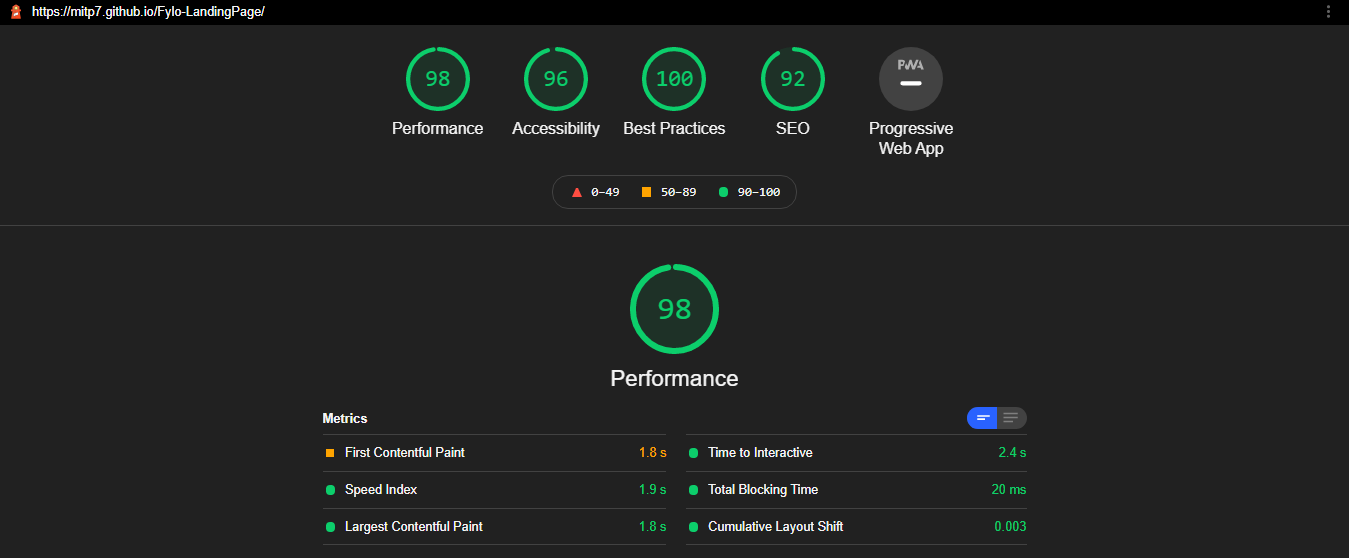 https://mitp7.github.io/Fylo-LandingPage/
98
96
100
92
PWA
Performance
Accessibility
Best Practices
SEO
Progressive
Web App
0–49
50–89
90–100
98
Performance
Metrics
First Contentful Paint
1.8 s
Time to Interactive
2.4 s
Speed Index
1.9 s
Total Blocking Time
20 ms
Largest Contentful Paint
1.8 s
Cumulative Layout Shift
0.003